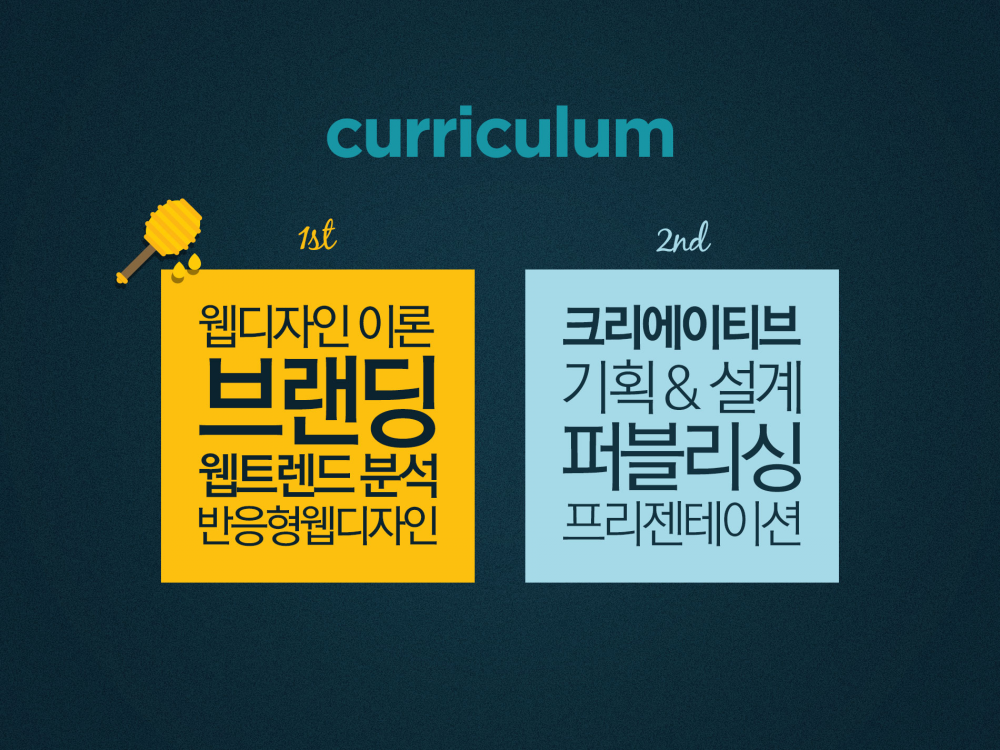 curriculum
1st
웹디자인 이론
브랜딩
웹트렌드 분석
반응형웹디자인
2nd
크리에이티브
기획 & 설계
퍼블리싱
프리젠테이션